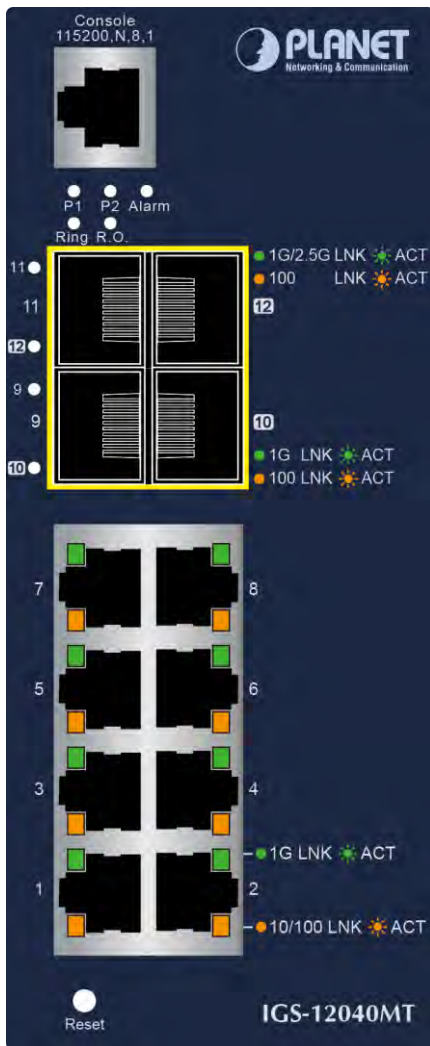 Console
115200,N,8,1
PLANET
Networking & Communication
P1 P2 Alarm
Ring R.O.
11
1G/2.5G LNK ACT
100 LNK ACT
11
12
12
9
9
10
10
1G LNK ACT
100 LNK ACT
7
8
5
6
3
4
1G LNK ACT
1
2
10/100 LNK ACT
Reset
IGS-12040MT